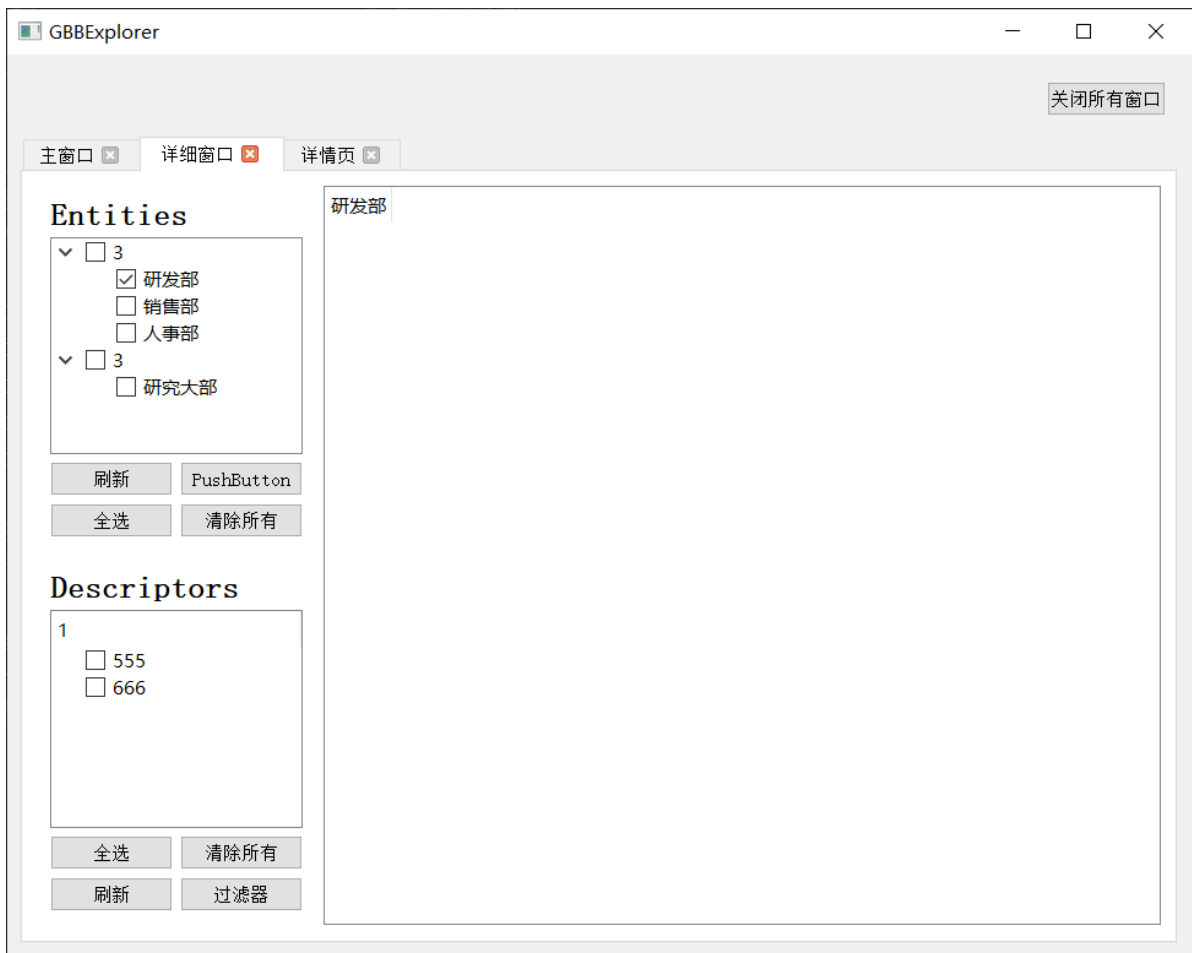 GBBExplorer
关闭所有窗口
主窗口 详细窗口 详情页
Entities
3
研发部
销售部
人事部
3
研究大部
刷新 PushButton
全选 清除所有
Descriptors
1
555
666
全选 清除所有
刷新 过滤器
研发部